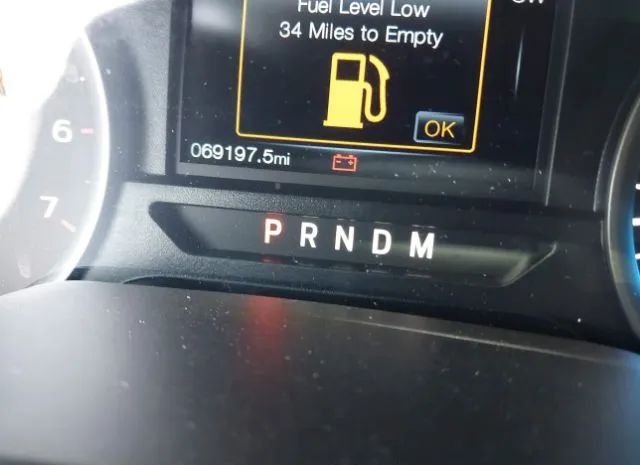 Fuel Level Low
34 Miles to Empty
OK
069197.5mi
6
7
P R N D M